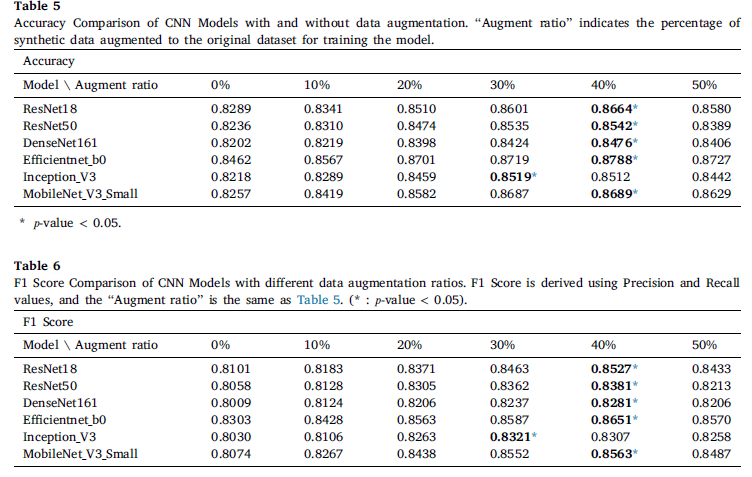 Table 5
Accuracy Comparison of CNN Models with and without data augmentation. “Augment ratio” indicates the percentage of
synthetic data augmented to the original dataset for training the model.
Accuracy
Model \ Augment ratio 0% 10% 20% 30% 40% 50%
ResNet18 0.8289 0.8341 0.8510 0.8601 0.8664* 0.8580
ResNet50 0.8236 0.8310 0.8474 0.8535 0.8542* 0.8389
DenseNet161 0.8202 0.8219 0.8398 0.8424 0.8476* 0.8406
Efficientnet_b0 0.8462 0.8567 0.8701 0.8719 0.8788* 0.8727
Inception_V3 0.8218 0.8289 0.8459 0.8519* 0.8512 0.8442
MobileNet_V3_Small 0.8257 0.8419 0.8582 0.8687 0.8689* 0.8629
* p-value < 0.05.
Table 6
F1 Score Comparison of CNN Models with different data augmentation ratios. F1 Score is derived using Precision and Recall
values, and the “Augment ratio” is the same as Table 5. (* : p-value < 0.05).
F1 Score
Model \ Augment ratio 0% 10% 20% 30% 40% 50%
ResNet18 0.8101 0.8183 0.8371 0.8463 0.8527* 0.8433
ResNet50 0.8058 0.8128 0.8305 0.8362 0.8381* 0.8213
DenseNet161 0.8009 0.8124 0.8206 0.8237 0.8281* 0.8206
Efficientnet_b0 0.8303 0.8428 0.8563 0.8587 0.8651* 0.8570
Inception_V3 0.8030 0.8106 0.8263 0.8321* 0.8307 0.8258
MobileNet_V3_Small 0.8074 0.8267 0.8438 0.8552 0.8563* 0.8487